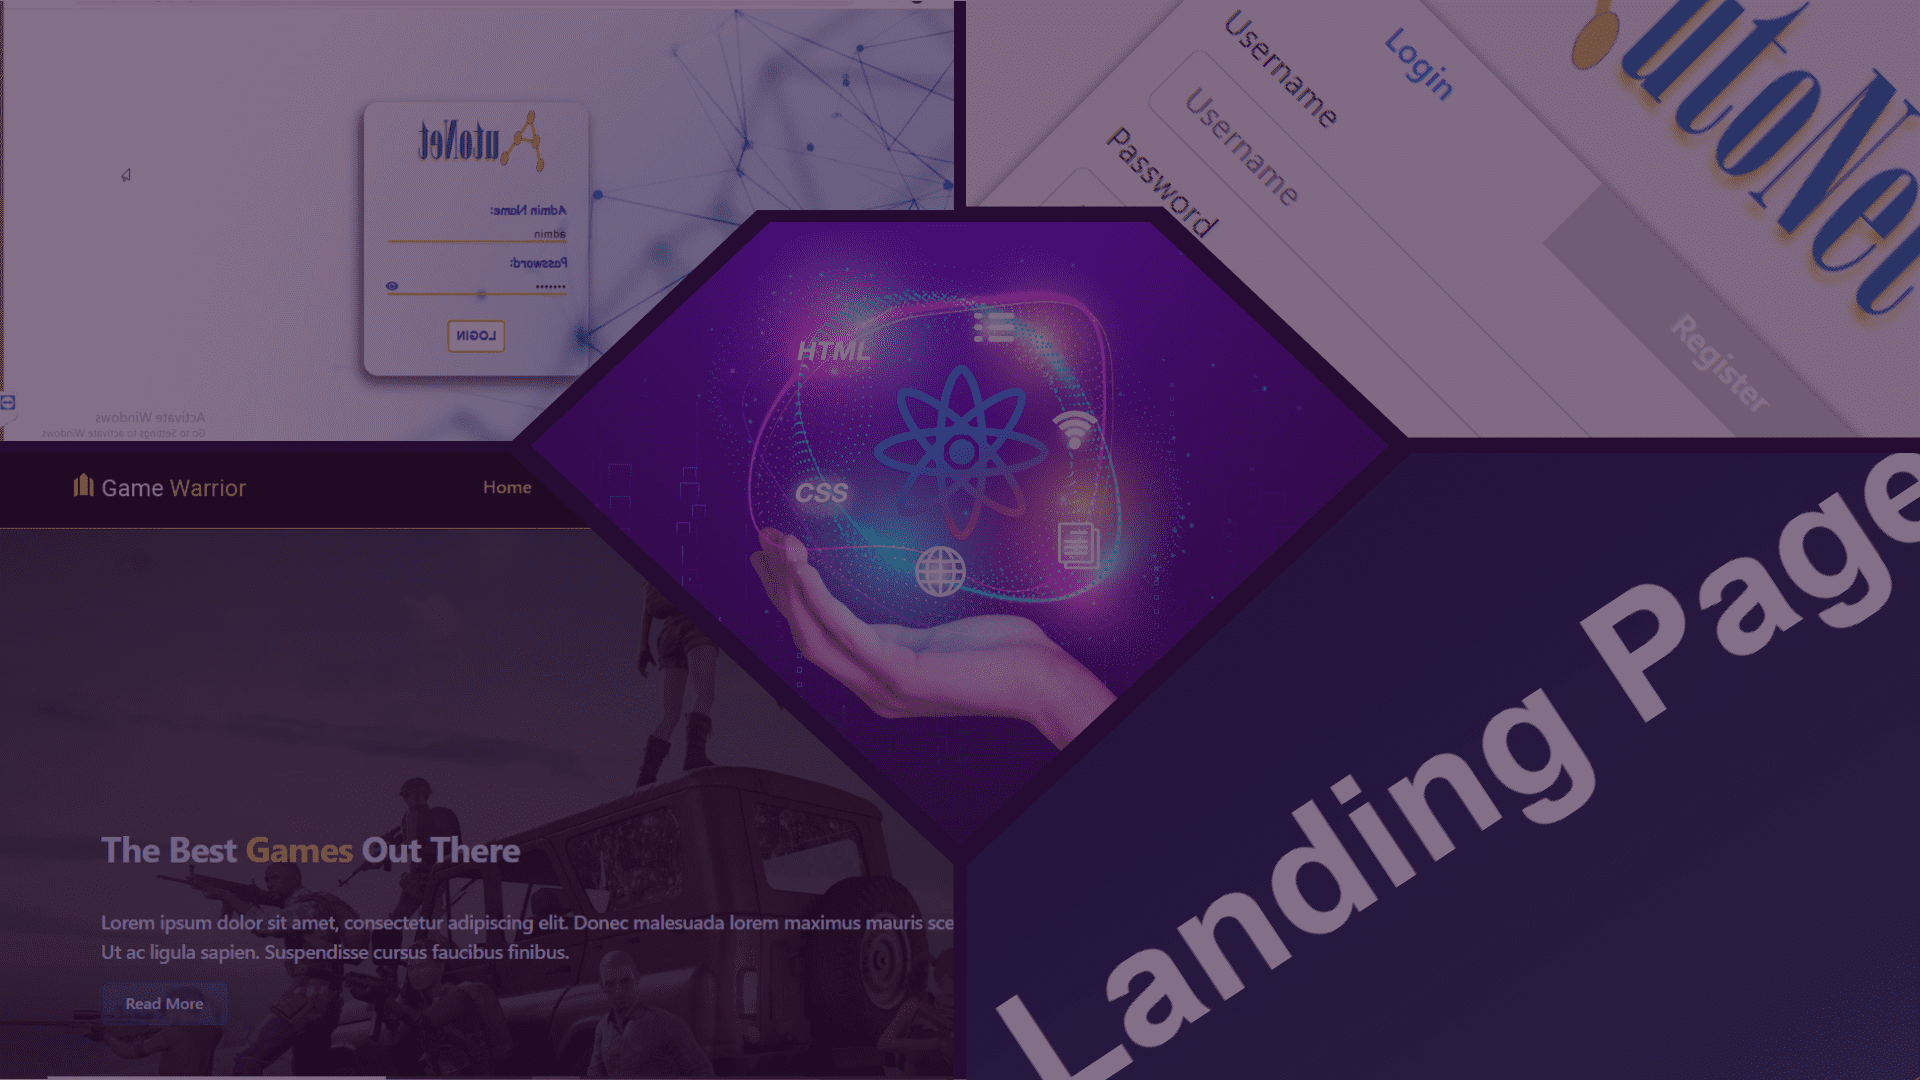 AutoNet
Admin Name:
admin
Password:
LOGIN
Activate Windows
Go to Settings to activate Windows
Login
Username
Username
Password
Register
utoNet
HTML
CSS
Game Warrior
Home
The Best Games Out There
Lorem ipsum dolor sit amet, consectetur adipiscing elit. Donec malesuada lorem maximus mauris sce
Ut ac ligula sapien. Suspendisse cursus faucibus finibus.
Read More
Landing Page